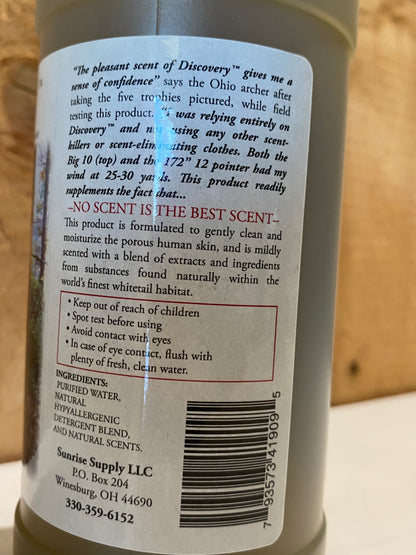 "The pleasant scent of Discovery™ gives me a
sense of confidence" says the Ohio archer after
taking the five trophies pictured, while field
testing this product. "I was relying entirely on
Discovery™ and not using any other scent-
killers or scent-eliminating clothes. Both the
Big 10 (top) and the 172" 12 pointer had my
wind at 25-30 yards. This product readily
supplements the fact that...
–NO SCENT IS THE BEST SCENT–
This product is formulated to gently clean and
moisturize the porous human skin, and is mildly
scented with a blend of extracts and ingredients
from substances found naturally within the
world's finest whitetail habitat.
• Keep out of reach of children
• Spot test before using
• Avoid contact with eyes
• In case of eye contact, flush with
plenty of fresh, clean water.
INGREDIENTS:
PURIFIED WATER,
NATURAL
HYPALLERGENIC
DETERGENT BLEND,
AND NATURAL SCENTS.
Sunrise Supply LLC
P.O. Box 204
Winesburg, OH 44690
330-359-6152
7 93573 41909 5